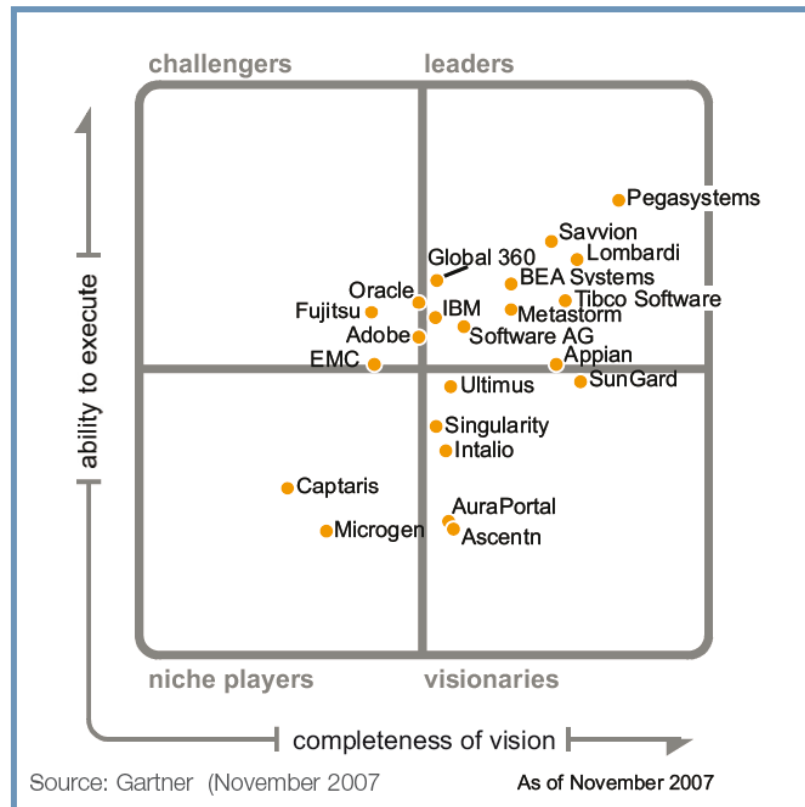 challengers
leaders
Pegasystems
Savvion
Lombardi
Global 360
BEA Systems
Oracle
Tibco Software
Fujitsu
IBM
Metastorm
Adobe
Software AG
EMC
Appian
SunGard
Ultimus
Singularity
Intalio
Captaris
AuraPortal
Microgen
Ascentn
ability to execute
niche players
visionaries
completeness of vision
Source: Gartner (November 2007
As of November 2007